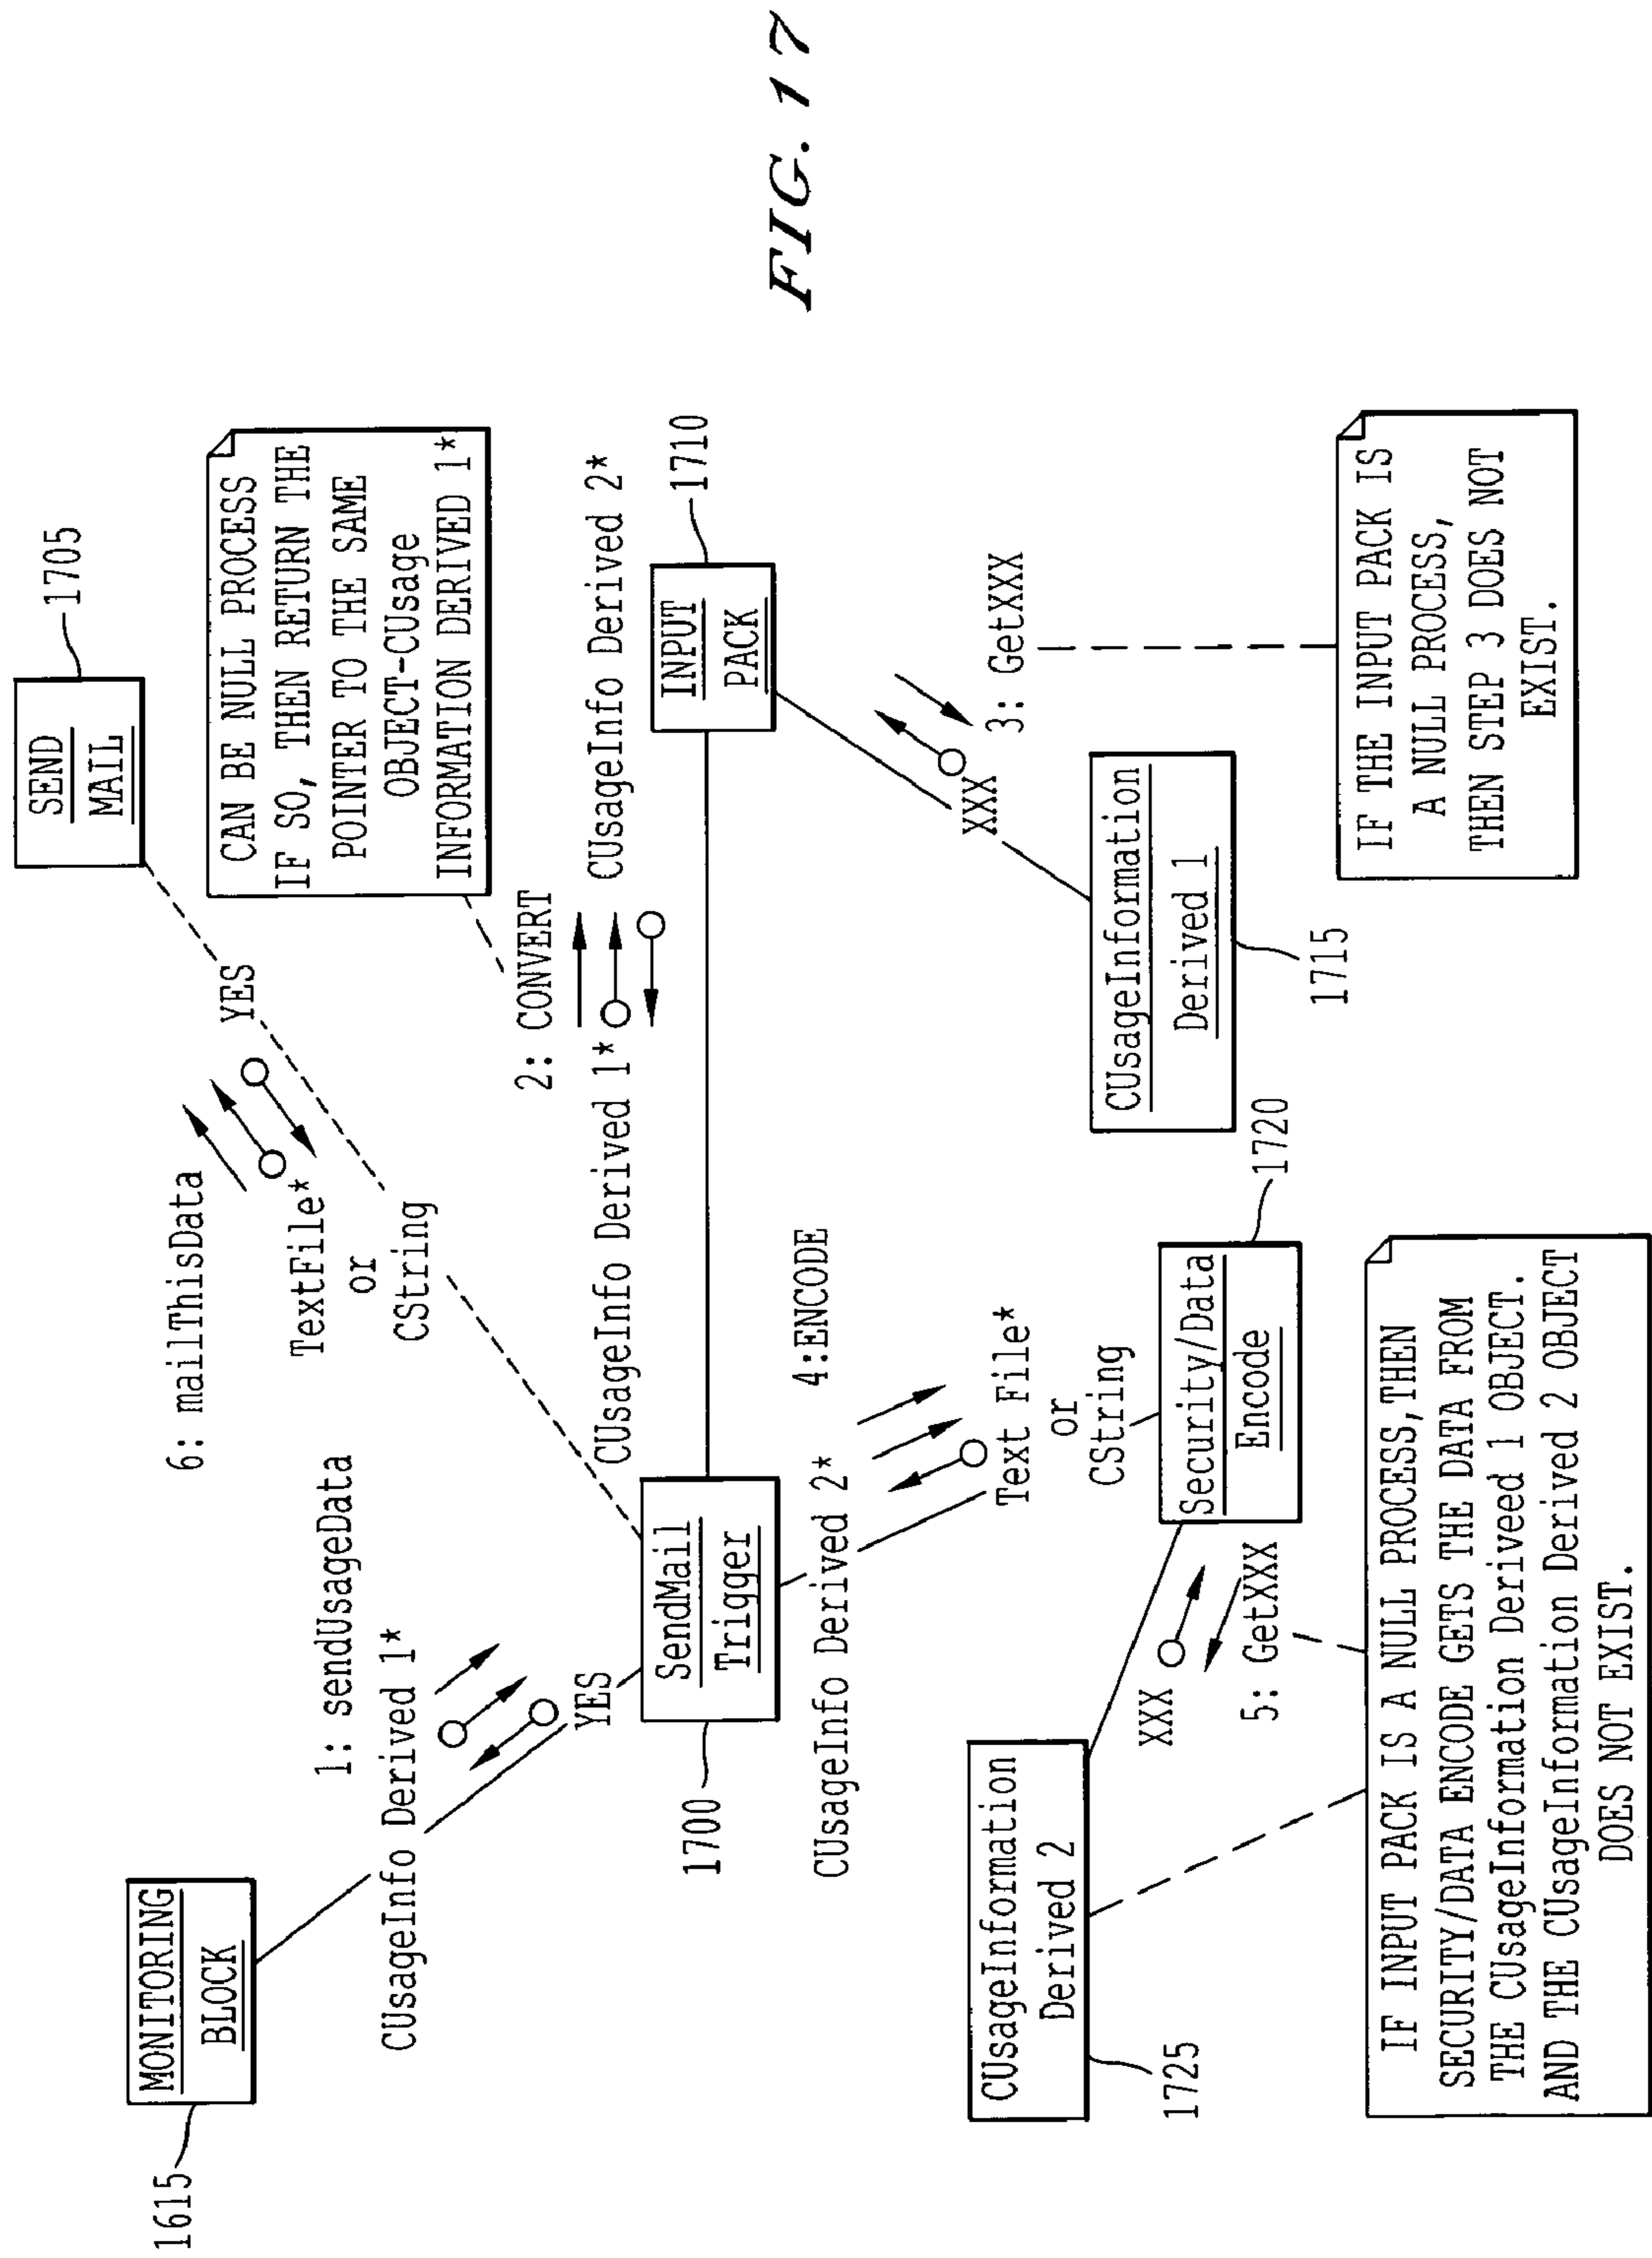 1615
MONITORING
BLOCK
1: sendUsageData
CUsageInfo Derived 1*
YES
6: mailThisData
TextFile*
or
CString
YES
SEND
MAIL
1705
CAN BE NULL PROCESS
IF SO, THEN RETURN THE
POINTER TO THE SAME
OBJECT-CUsage
INFORMATION DERIVED 1*
2: CONVERT
CUsageInfo Derived 1*
CUsageInfo Derived 2*
SendMail
Trigger
1700
INPUT
PACK
1710
CUsageInfo Derived 2*
4:ENCODE
Text File*
or
CString
XXX
3: GetXXX
CUsageInformation
Derived 2
1725
XXX
5: GetXXX
Security/Data
Encode
1720
CUsageInformation
Derived 1
1715
IF INPUT PACK IS A NULL PROCESS,THEN
SECURITY/DATA ENCODE GETS THE DATA FROM
THE CUsageInformation Deriveed 1 OBJECT.
AND THE CUsageInformation Derived 2 OBJECT
DOES NOT EXIST.
IF THE INPUT PACK IS
A NULL PROCESS,
THEN STEP 3 DOES NOT
EXIST.
FIG. 17